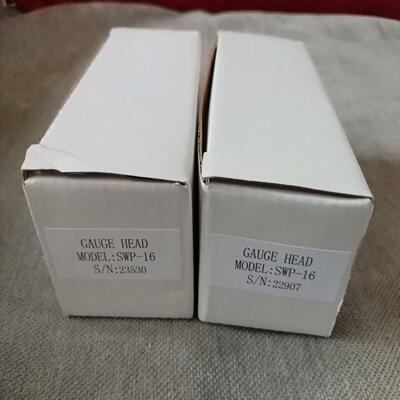 GAUGE HEAD
MODEL:SWP-16
S/N:23530
GAUGE HEAD
MODEL:SWP-16
S/N:22907